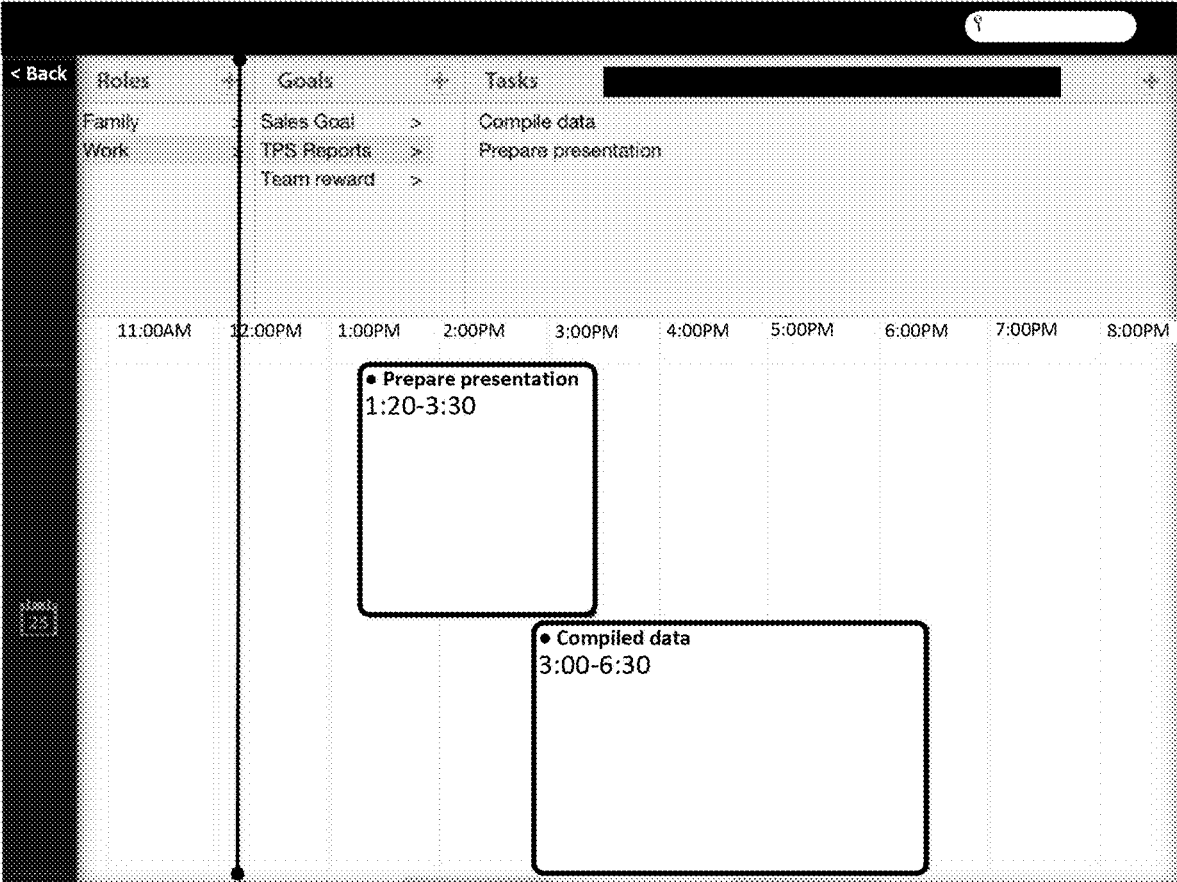 < Back
Roles + Goals + Tasks +
Family > Sales Goal > Compile data
Work > TPS Reports > Prepare presentation
Team reward >
11:00AM 12:00PM 1:00PM 2:00PM 3:00PM 4:00PM 5:00PM 6:00PM 7:00PM 8:00PM
• Prepare presentation
1:20-3:30
• Compiled data
3:00-6:30